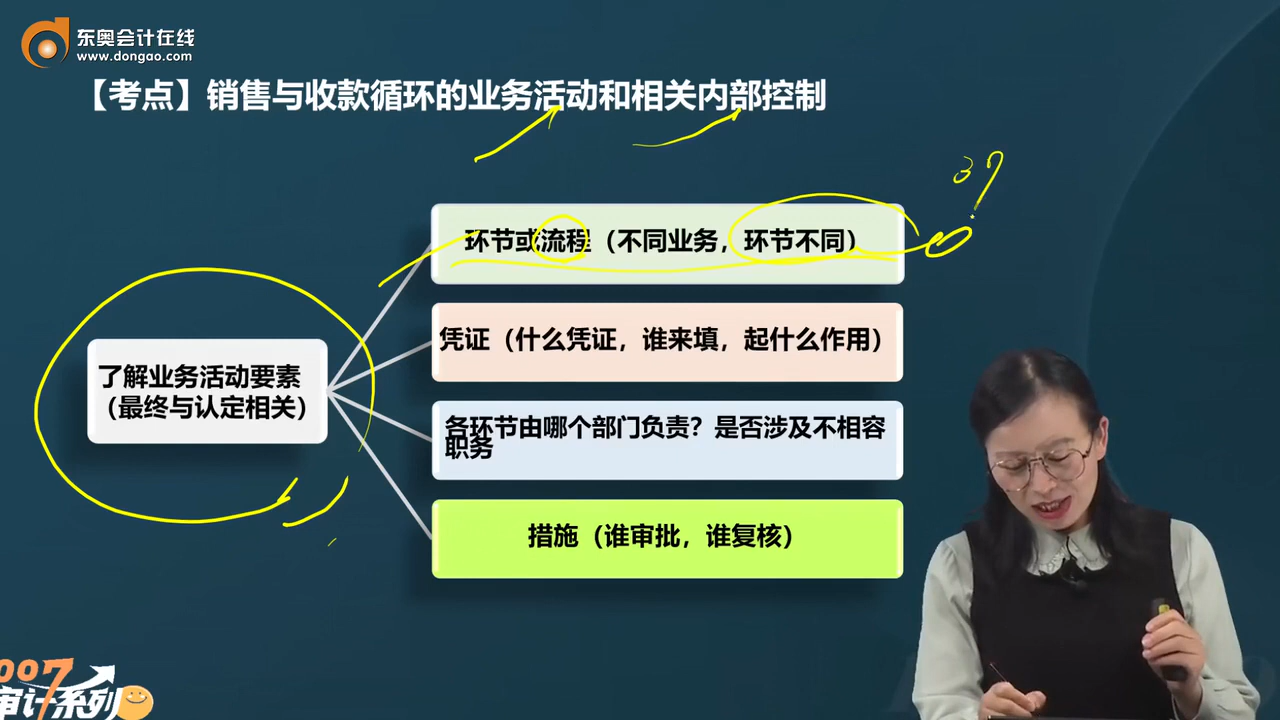 东奥会计在线
www.dongao.com
【考点】销售与收款循环的业务活动和相关内部控制
37
环节或流程（不同业务，环节不同）
凭证（什么凭证，谁来填，起什么作用）
了解业务活动要素
（最终与认定相关）
各环节由哪个部门负责？是否涉及不相容
职务
措施（谁审批，谁复核）
007
审计系列